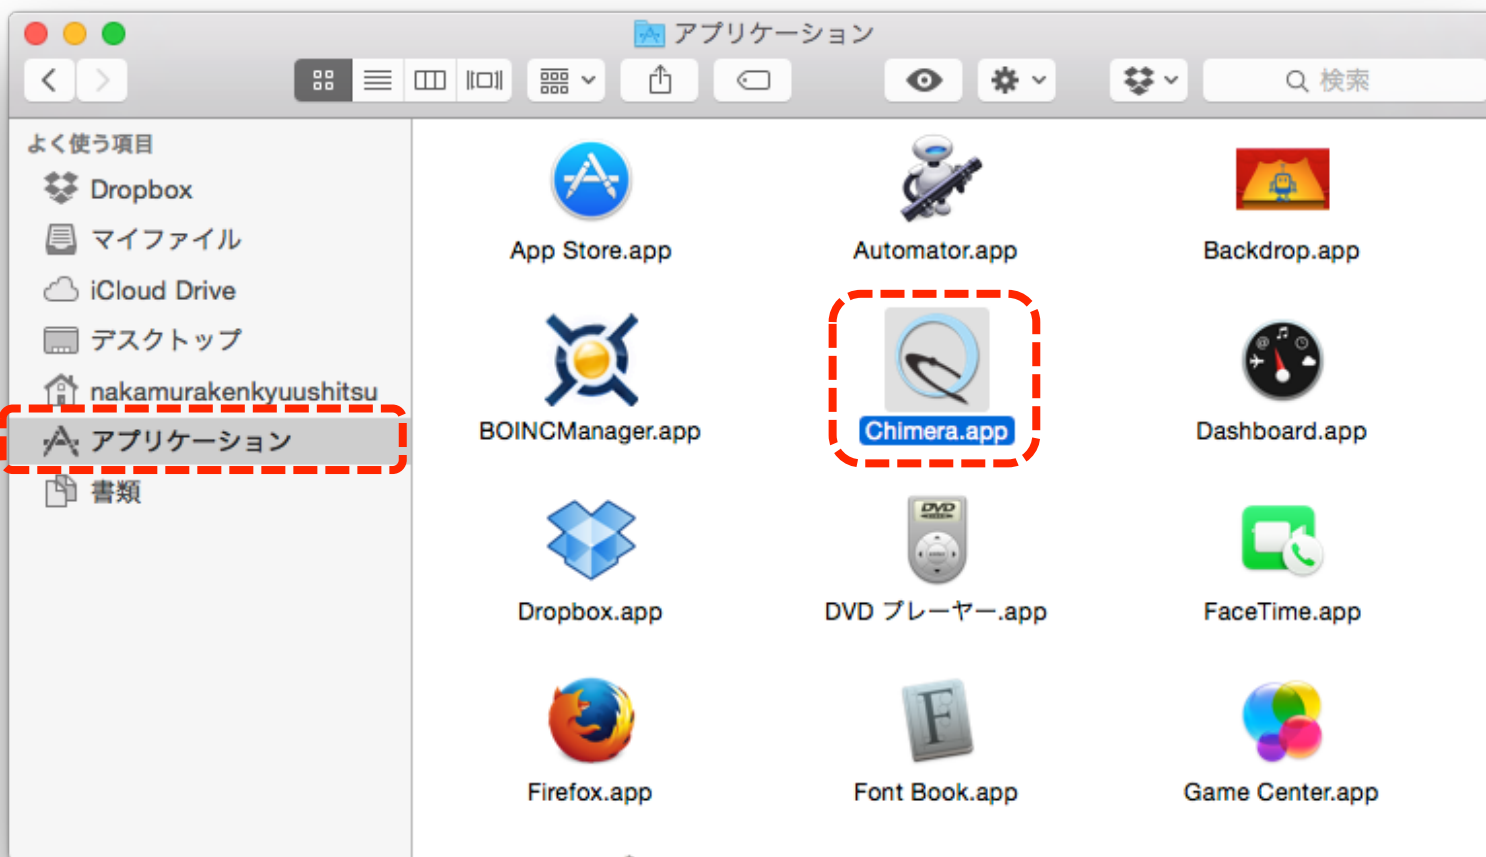 アプリケーション
検索
よく使う項目
Dropbox
マイファイル
iCloud Drive
デスクトップ
nakamurakenkyuushitsu
アプリケーション
書類
App Store.app
Automator.app
Backdrop.app
BOINCManager.app
Chimera.app
Dashboard.app
DVD
Dropbox.app
DVD プレーヤー.app
FaceTime.app
F
Firefox.app
Font Book.app
Game Center.app